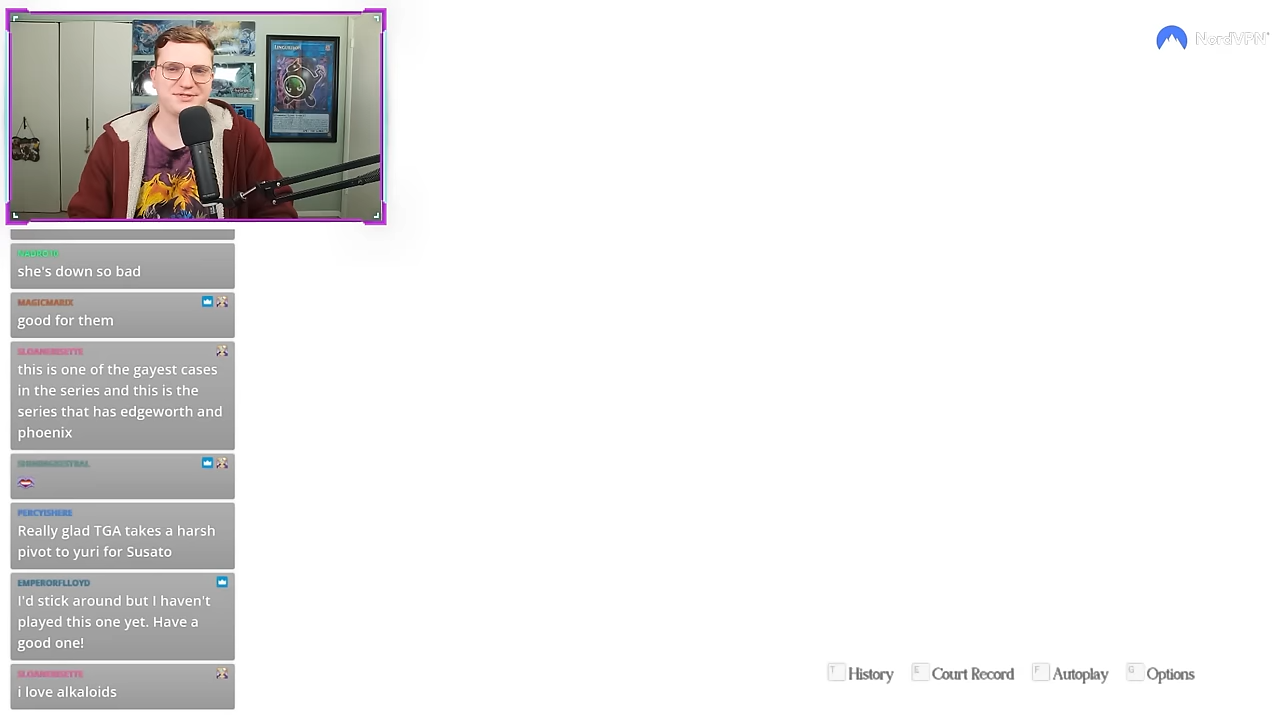 NordVPN
she's down so bad
MAGICMARIX
good for them
this is one of the gayest cases
in the series and this is the
series that has edgeworth and
phoenix
PERCYISHERE
Really glad TGA takes a harsh
pivot to yuri for Susato
EMPERORFLLOYD
I'd stick around but I haven't
played this one yet. Have a
good one!
i love alkaloids
T History E Court Record F Autoplay G Options